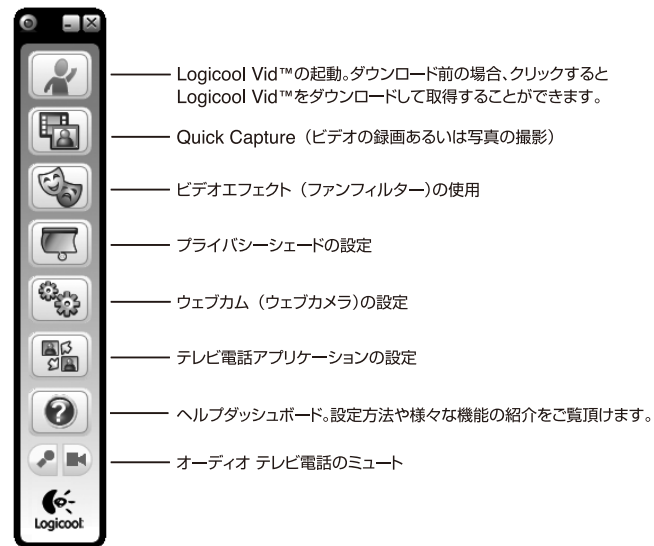 Logicool Vid™の起動。ダウンロード前の場合、クリックすると
Logicool Vid™をダウンロードして取得することができます。
Quick Capture（ビデオの録画あるいは写真の撮影）
ビデオエフェクト（ファンフィルター）の使用
プライバシーシェードの設定
ウェブカム（ウェブカメラ）の設定
テレビ電話アプリケーションの設定
?
ヘルプダッシュボード。設定方法や様々な機能の紹介をご覧頂けます。
オーディオ テレビ電話のミュート
Logicool